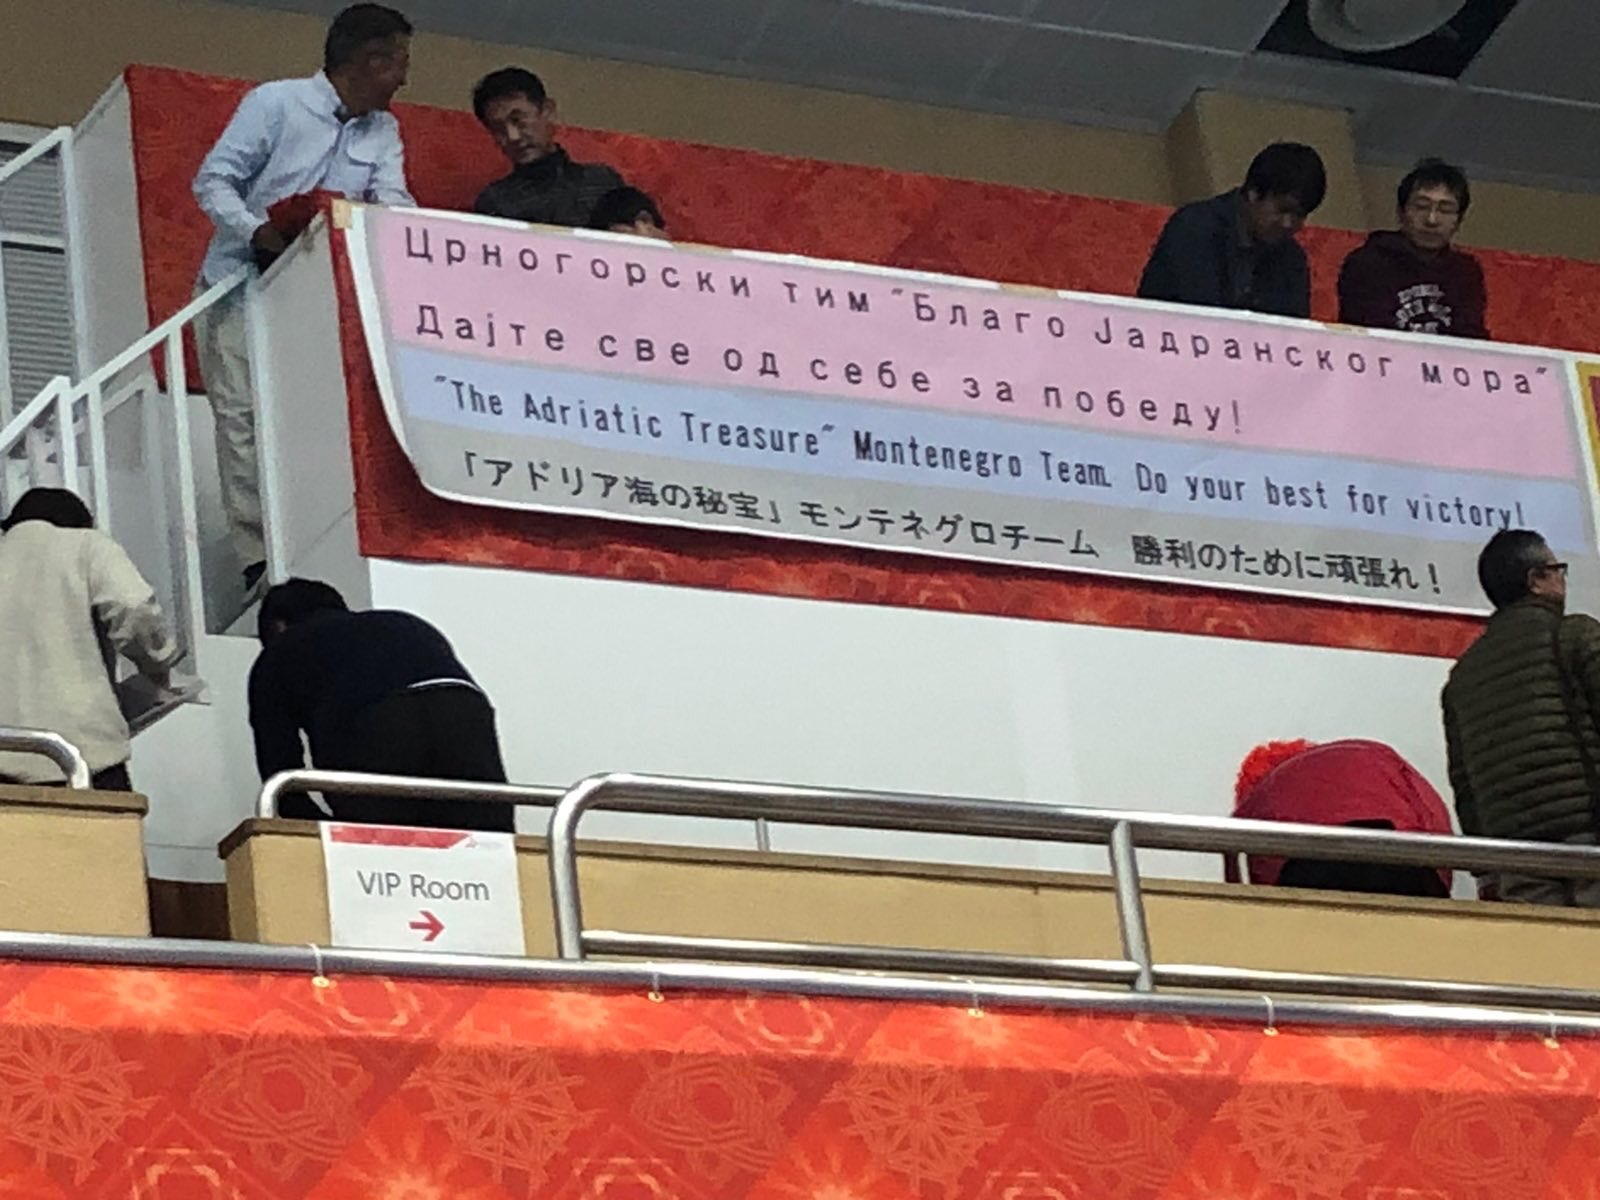 Црногорски тим "Благо Јадранског мора"
Дајте све од себе за победу!
"The Adriatic Treasure" Montenegro Team. Do your best for victory!
「アドリア海の秘宝」モンテネグロチーム　勝利のために頑張れ！
VIP Room
→